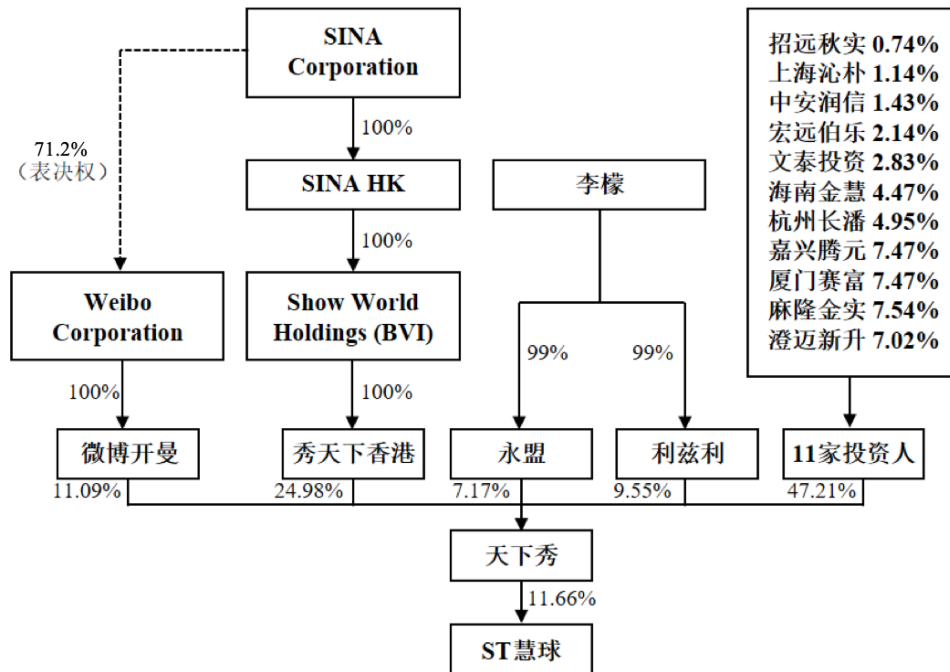 SINA
Corporation
招远秋实 0.74%
上海沁朴 1.14%
中安润信 1.43%
宏远伯乐 2.14%
文泰投资 2.83%
海南金慧 4.47%
杭州长潘 4.95%
嘉兴腾元 7.47%
厦门赛富 7.47%
麻隆金实 7.54%
澄迈新升 7.02%
71.2%
（表决权）
100%
SINA HK
李檬
100%
Weibo
Corporation
Show World
Holdings (BVI)
99%
99%
100%
100%
微博开曼
秀天下香港
永盟
利兹利
11家投资人
11.09%
24.98%
7.17%
9.55%
47.21%
天下秀
11.66%
ST慧球